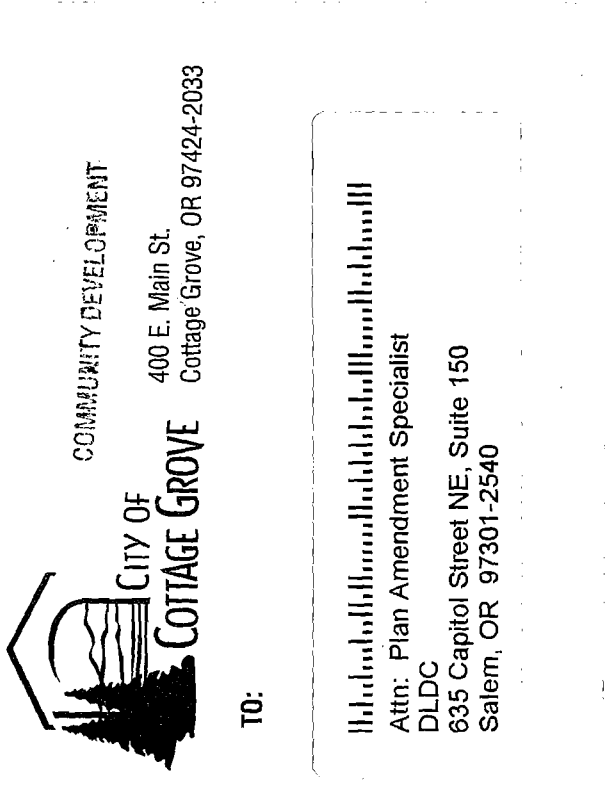 COMMUNITY DEVELOPMENT
CITY OF
COTTAGE GROVE
400 E. Main St.
Cottage Grove, OR 97424-2033
TO:
Attn: Plan Amendment Specialist
DLDC
635 Capitol Street NE, Suite 150
Salem, OR 97301-2540